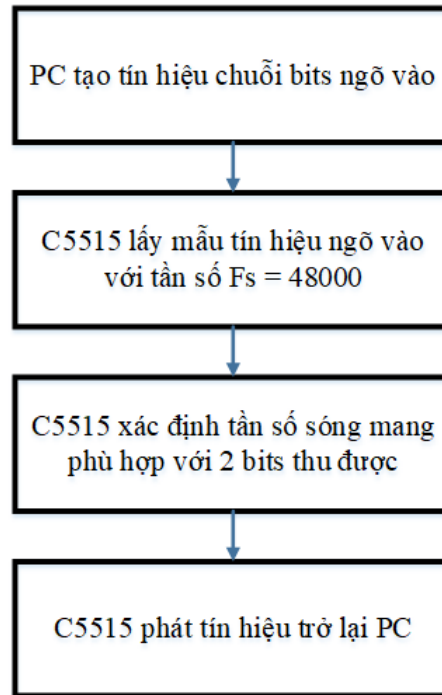 PC tạo tín hiệu chuỗi bits ngõ vào
C5515 lấy mẫu tín hiệu ngõ vào
với tần số Fs = 48000
C5515 xác định tần số sóng mang
phù hợp với 2 bits thu được
C5515 phát tín hiệu trở lại PC